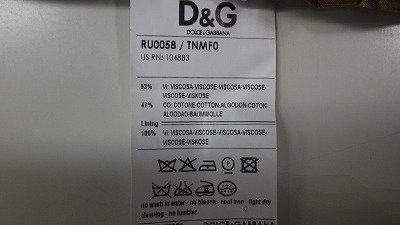 D&G
DOLCE&GABBANA
RU0058 / TNMF0
US RN: 104883
53% VI: VISCOSA-VISCOSE-VISCOSA-VISCOSE-
VISCOSE-VISKOSE
47% CO: COTONE-COTTON-ALGODON-COTON-
ALGODAO-BAUMWOLLE
Lining
100% VI: VISCOSA-VISCOSE-VISCOSA-VISCOSE-
VISCOSE-VISKOSE
P
no wash in water - no bleach - cool iron - light dry
cleaning - no tumbler
DOLCE&GABBANA